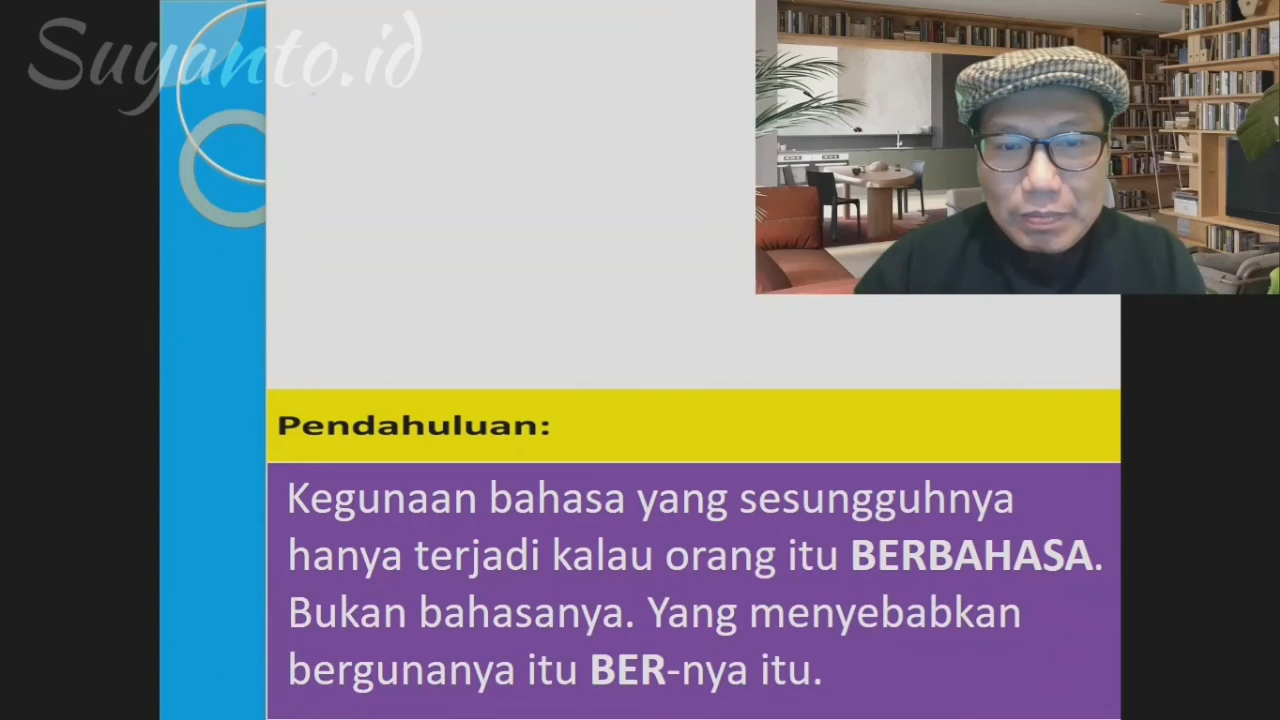 Suyanto.id
Pendahuluan:
Kegunaan bahasa yang sesungguhnya
hanya terjadi kalau orang itu BERBAHASA.
Bukan bahasanya. Yang menyebabkan
bergunanya itu BER-nya itu.